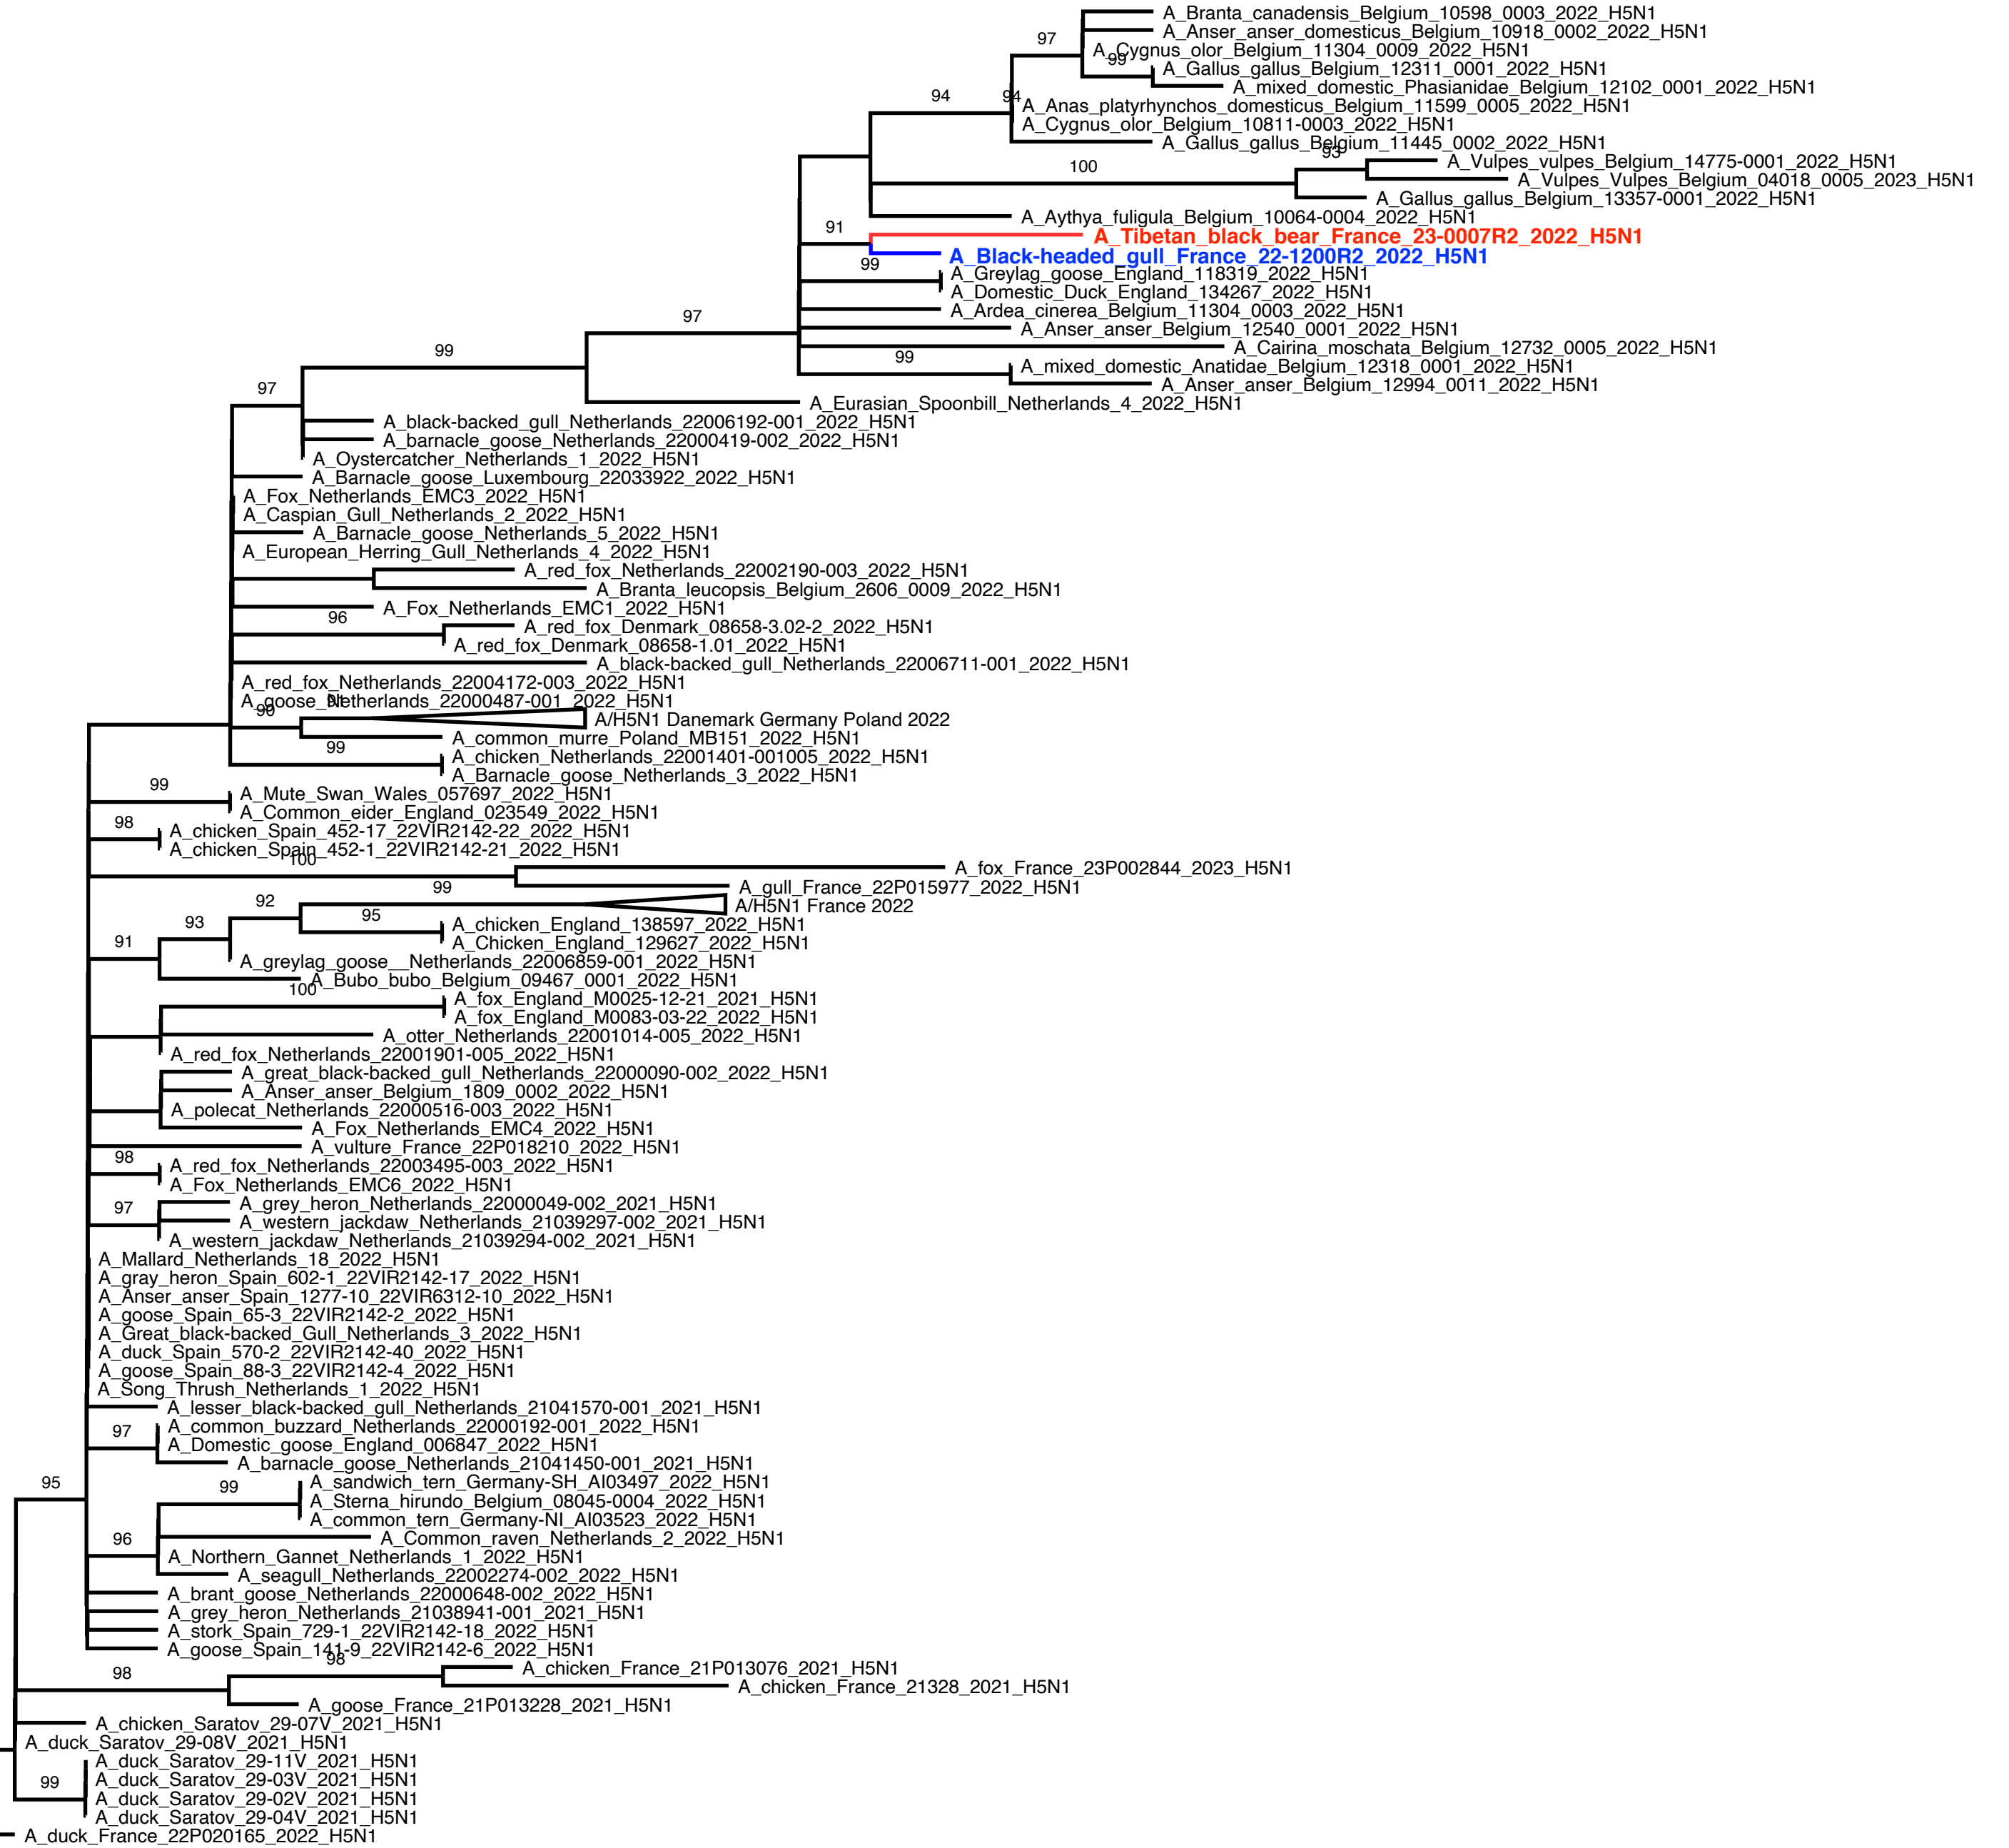 A_Branta_canadensis_Belgium_10598_0003_2022_H5N1
A_Anser_anser_domesticus_Belgium_10918_0002_2022_H5N1
97
A_Cygnus_olor_Belgium_11304_0009_2022_H5N1
99
A_Gallus_gallus_Belgium_12311_0001_2022_H5N1
A_mixed_domestic_Phasianidae_Belgium_12102_0001_2022_H5N1
94
94
A_Anas_platyrhynchos_domesticus_Belgium_11599_0005_2022_H5N1
A_Cygnus_olor_Belgium_10811-0003_2022_H5N1
A_Gallus_gallus_Belgium_11445_0002_2022_H5N1
93
100
A_Vulpes_vulpes_Belgium_14775-0001_2022_H5N1
A_Vulpes_Vulpes_Belgium_04018_0005_2023_H5N1
A_Gallus_gallus_Belgium_13357-0001_2022_H5N1
A_Aythya_fuligula_Belgium_10064-0004_2022_H5N1
91
A_Tibetan_black_bear_France_23-0007R2_2022_H5N1
A_Black-headed_gull_France_22-1200R2_2022_H5N1
99
A_Greylag_goose_England_118319_2022_H5N1
A_Domestic_Duck_England_134267_2022_H5N1
A_Ardea_cinerea_Belgium_11304_0003_2022_H5N1
97
A_Anser_anser_Belgium_12540_0001_2022_H5N1
A_Cairina_moschata_Belgium_12732_0005_2022_H5N1
99
99
A_mixed_domestic_Anatidae_Belgium_12318_0001_2022_H5N1
A_Anser_anser_Belgium_12994_0011_2022_H5N1
97
A_Eurasian_Spoonbill_Netherlands_4_2022_H5N1
A_black-backed_gull_Netherlands_22006192-001_2022_H5N1
A_barnacle_goose_Netherlands_22000419-002_2022_H5N1
A_Oystercatcher_Netherlands_1_2022_H5N1
A_Barnacle_goose_Luxembourg_22033922_2022_H5N1
A_Fox_Netherlands_EMC3_2022_H5N1
A_Caspian_Gull_Netherlands_2_2022_H5N1
A_Barnacle_goose_Netherlands_5_2022_H5N1
A_European_Herring_Gull_Netherlands_4_2022_H5N1
A_red_fox_Netherlands_22002190-003_2022_H5N1
A_Branta_leucopsis_Belgium_2606_0009_2022_H5N1
A_Fox_Netherlands_EMC1_2022_H5N1
96
A_red_fox_Denmark_08658-3.02-2_2022_H5N1
A_red_fox_Denmark_08658-1.01_2022_H5N1
A_black-backed_gull_Netherlands_22006711-001_2022_H5N1
A_red_fox_Netherlands_22004172-003_2022_H5N1
A_goose_Netherlands_22000487-001_2022_H5N1
90
A/H5N1 Danemark Germany Poland 2022
A_common_murre_Poland_MB151_2022_H5N1
99
A_chicken_Netherlands_22001401-001005_2022_H5N1
A_Barnacle_goose_Netherlands_3_2022_H5N1
99
A_Mute_Swan_Wales_057697_2022_H5N1
A_Common_eider_England_023549_2022_H5N1
98
A_chicken_Spain_452-17_22VIR2142-22_2022_H5N1
A_chicken_Spain_452-1_22VIR2142-21_2022_H5N1
100
A_fox_France_23P002844_2023_H5N1
99
A_gull_France_22P015977_2022_H5N1
92
A/H5N1 France 2022
95
93
A_chicken_England_138597_2022_H5N1
A_Chicken_England_129627_2022_H5N1
91
A_greylag_goose__Netherlands_22006859-001_2022_H5N1
A_Bubo_bubo_Belgium_09467_0001_2022_H5N1
100
A_fox_England_M0025-12-21_2021_H5N1
A_fox_England_M0083-03-22_2022_H5N1
A_otter_Netherlands_22001014-005_2022_H5N1
A_red_fox_Netherlands_22001901-005_2022_H5N1
A_great_black-backed_gull_Netherlands_22000090-002_2022_H5N1
A_Anser_anser_Belgium_1809_0002_2022_H5N1
A_polecat_Netherlands_22000516-003_2022_H5N1
A_Fox_Netherlands_EMC4_2022_H5N1
A_vulture_France_22P018210_2022_H5N1
98
A_red_fox_Netherlands_22003495-003_2022_H5N1
A_Fox_Netherlands_EMC6_2022_H5N1
97
A_grey_heron_Netherlands_22000049-002_2021_H5N1
A_western_jackdaw_Netherlands_21039297-002_2021_H5N1
A_western_jackdaw_Netherlands_21039294-002_2021_H5N1
A_Mallard_Netherlands_18_2022_H5N1
A_gray_heron_Spain_602-1_22VIR2142-17_2022_H5N1
A_Anser_anser_Spain_1277-10_22VIR6312-10_2022_H5N1
A_goose_Spain_65-3_22VIR2142-2_2022_H5N1
A_Great_black-backed_Gull_Netherlands_3_2022_H5N1
A_duck_Spain_570-2_22VIR2142-40_2022_H5N1
A_goose_Spain_88-3_22VIR2142-4_2022_H5N1
A_Song_Thrush_Netherlands_1_2022_H5N1
A_lesser_black-backed_gull_Netherlands_21041570-001_2021_H5N1
97
A_common_buzzard_Netherlands_22000192-001_2022_H5N1
A_Domestic_goose_England_006847_2022_H5N1
A_barnacle_goose_Netherlands_21041450-001_2021_H5N1
95
99
A_sandwich_tern_Germany-SH_AI03497_2022_H5N1
A_Sterna_hirundo_Belgium_08045-0004_2022_H5N1
A_common_tern_Germany-NI_AI03523_2022_H5N1
96
A_Common_raven_Netherlands_2_2022_H5N1
A_Northern_Gannet_Netherlands_1_2022_H5N1
A_seagull_Netherlands_22002274-002_2022_H5N1
A_brant_goose_Netherlands_22000648-002_2022_H5N1
A_grey_heron_Netherlands_21038941-001_2021_H5N1
A_stork_Spain_729-1_22VIR2142-18_2022_H5N1
A_goose_Spain_141-9_22VIR2142-6_2022_H5N1
98
98
A_chicken_France_21P013076_2021_H5N1
A_chicken_France_21328_2021_H5N1
A_goose_France_21P013228_2021_H5N1
A_chicken_Saratov_29-07V_2021_H5N1
A_duck_Saratov_29-08V_2021_H5N1
99
A_duck_Saratov_29-11V_2021_H5N1
A_duck_Saratov_29-03V_2021_H5N1
A_duck_Saratov_29-02V_2021_H5N1
A_duck_Saratov_29-04V_2021_H5N1
A_duck_France_22P020165_2022_H5N1